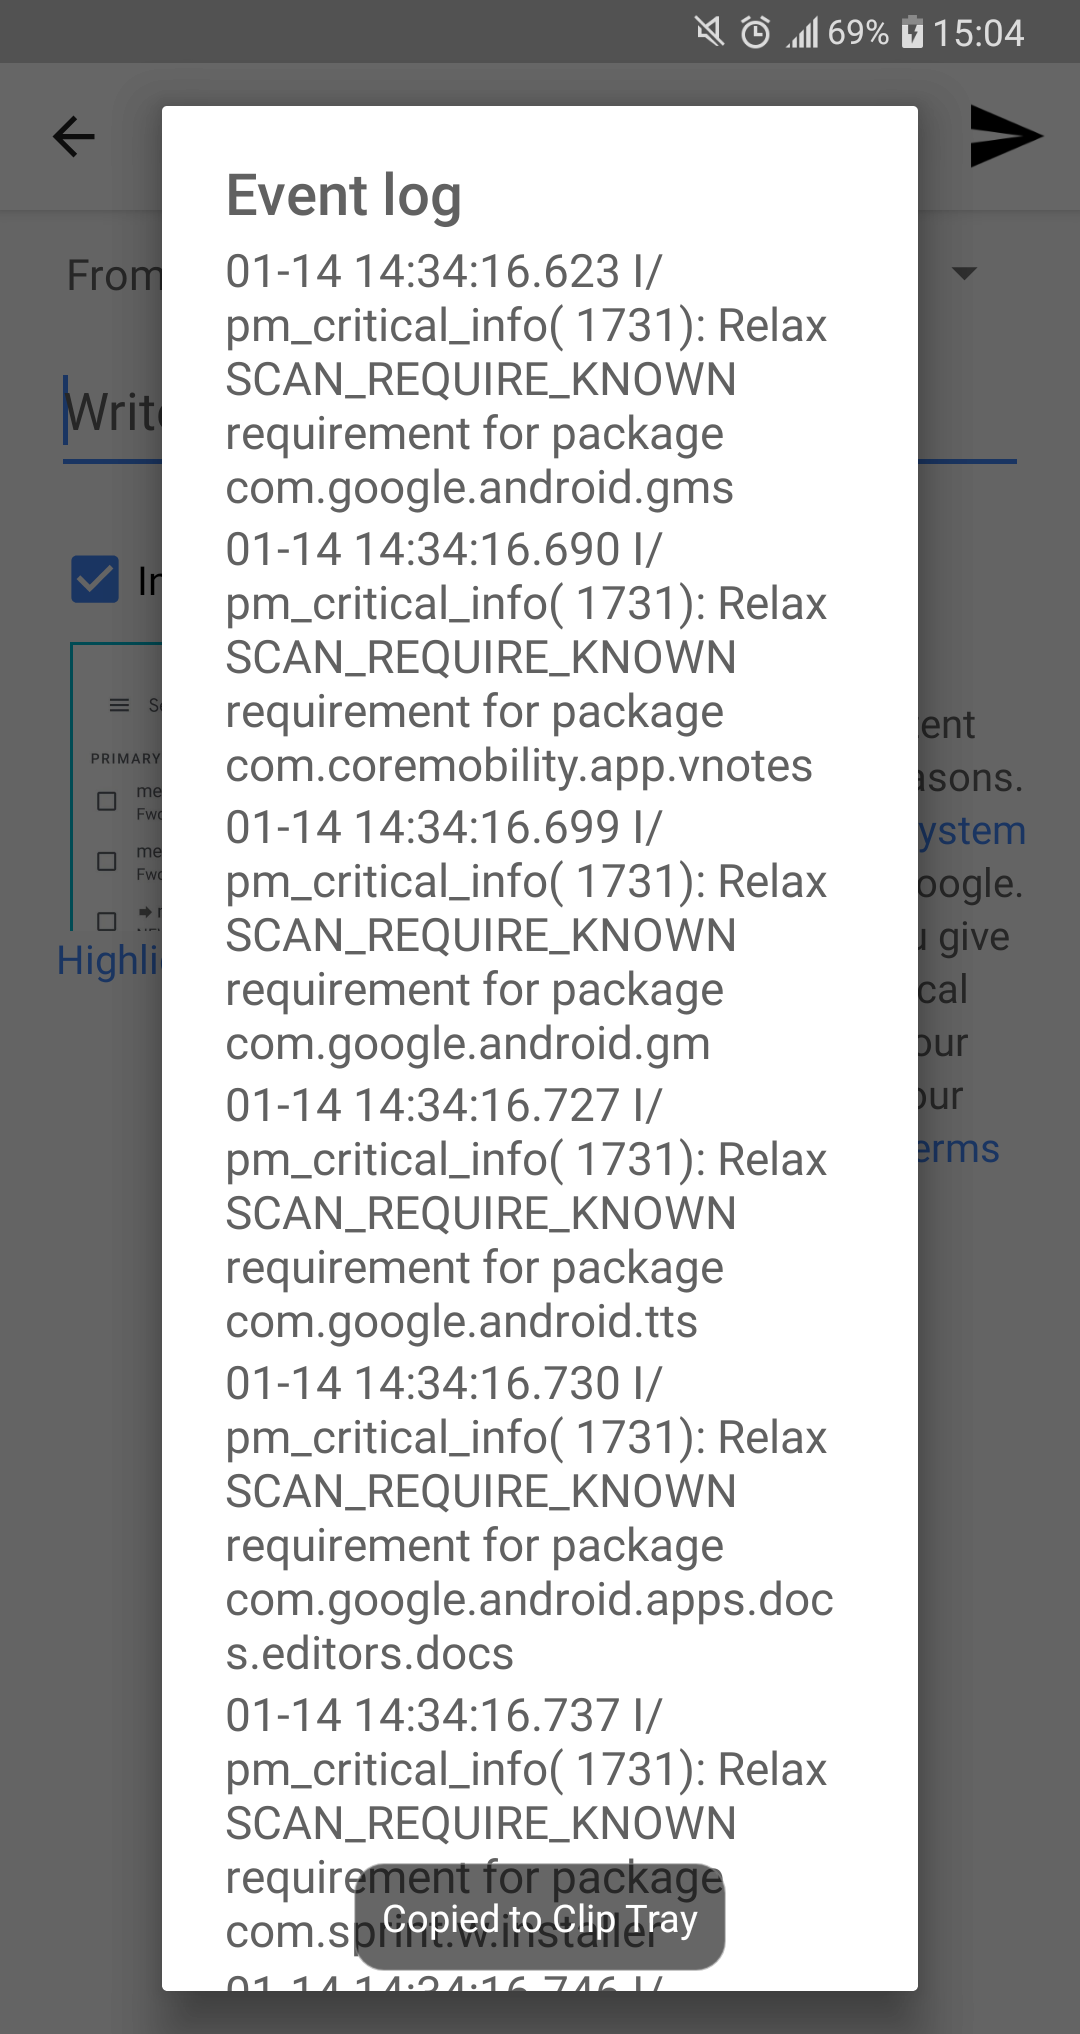 69% 15:04
Event log
From
Write
01-14 14:34:16.623 I/
pm_critical_info( 1731): Relax
SCAN_REQUIRE_KNOWN
requirement for package
com.google.android.gms
01-14 14:34:16.690 I/
pm_critical_info( 1731): Relax
SCAN_REQUIRE_KNOWN
requirement for package
com.coremobility.app.vnotes
01-14 14:34:16.699 I/
pm_critical_info( 1731): Relax
SCAN_REQUIRE_KNOWN
requirement for package
com.google.android.gm
01-14 14:34:16.727 I/
pm_critical_info( 1731): Relax
SCAN_REQUIRE_KNOWN
requirement for package
com.google.android.tts
01-14 14:34:16.730 I/
pm_critical_info( 1731): Relax
SCAN_REQUIRE_KNOWN
requirement for package
com.google.android.apps.doc
s.editors.docs
01-14 14:34:16.737 I/
pm_critical_info( 1731): Relax
SCAN_REQUIRE_KNOWN
requirement for package
com.sprint.w.installer
01-14 14:34:16.746 I/
Copied to Clip Tray
PRIMARY
me
Fwd
me
Fwd
Highli
tent
asons.
ystem
oogle.
u give
cal
our
our
erms